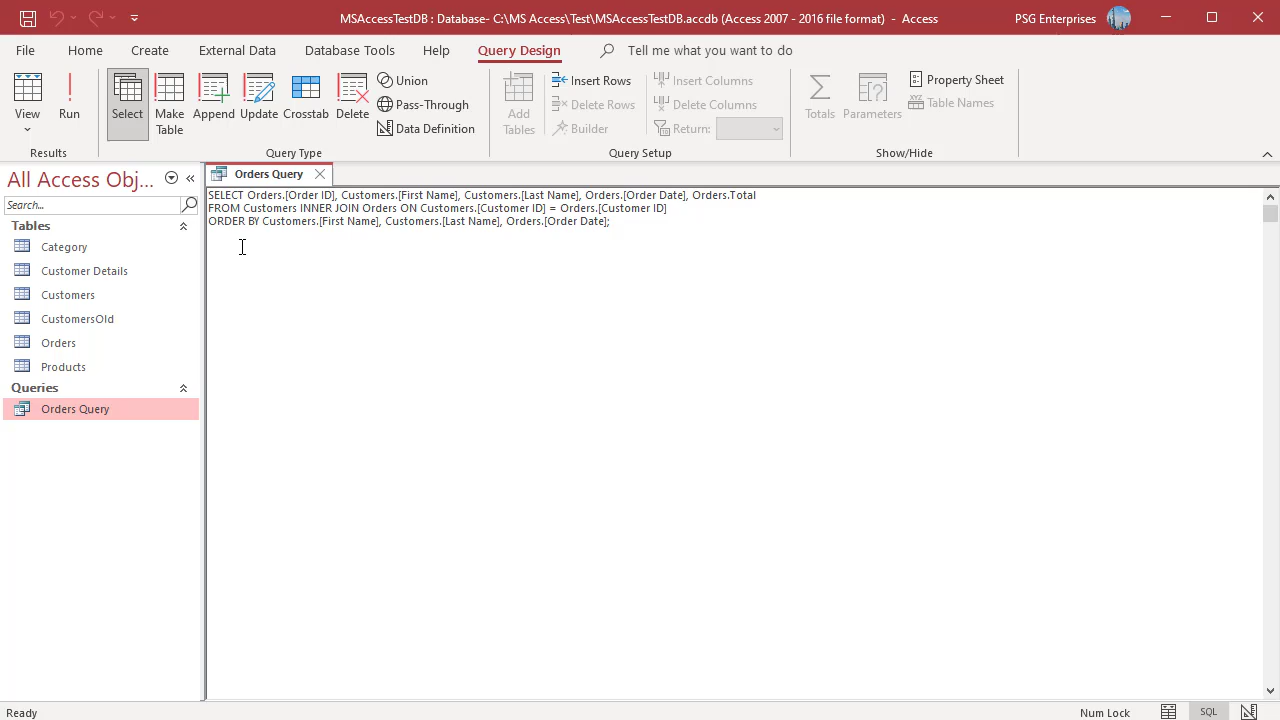 MSAccessTestDB : Database- C:\MS Access\Test\MSAccessTestDB.accdb (Access 2007 - 2016 file format) - Access
PSG Enterprises
File Home Create External Data Database Tools Help Query Design Tell me what you want to do
View
Run
Results
Select
Make Table
Append
Update
Crosstab
Delete
Union
Pass-Through
Data Definition
Query Type
Add Tables
Insert Rows
Delete Rows
Builder
Insert Columns
Delete Columns
Return:
Query Setup
Totals
Parameters
Property Sheet
XYZ Table Names
Show/Hide
All Access Obj...
Search...
Tables
Category
Customer Details
Customers
CustomersOld
Orders
Products
Queries
Orders Query
Orders Query
SELECT Orders.[Order ID], Customers.[First Name], Customers.[Last Name], Orders.[Order Date], Orders.Total
FROM Customers INNER JOIN Orders ON Customers.[Customer ID] = Orders.[Customer ID]
ORDER BY Customers.[First Name], Customers.[Last Name], Orders.[Order Date];
Ready
Num Lock
SQL